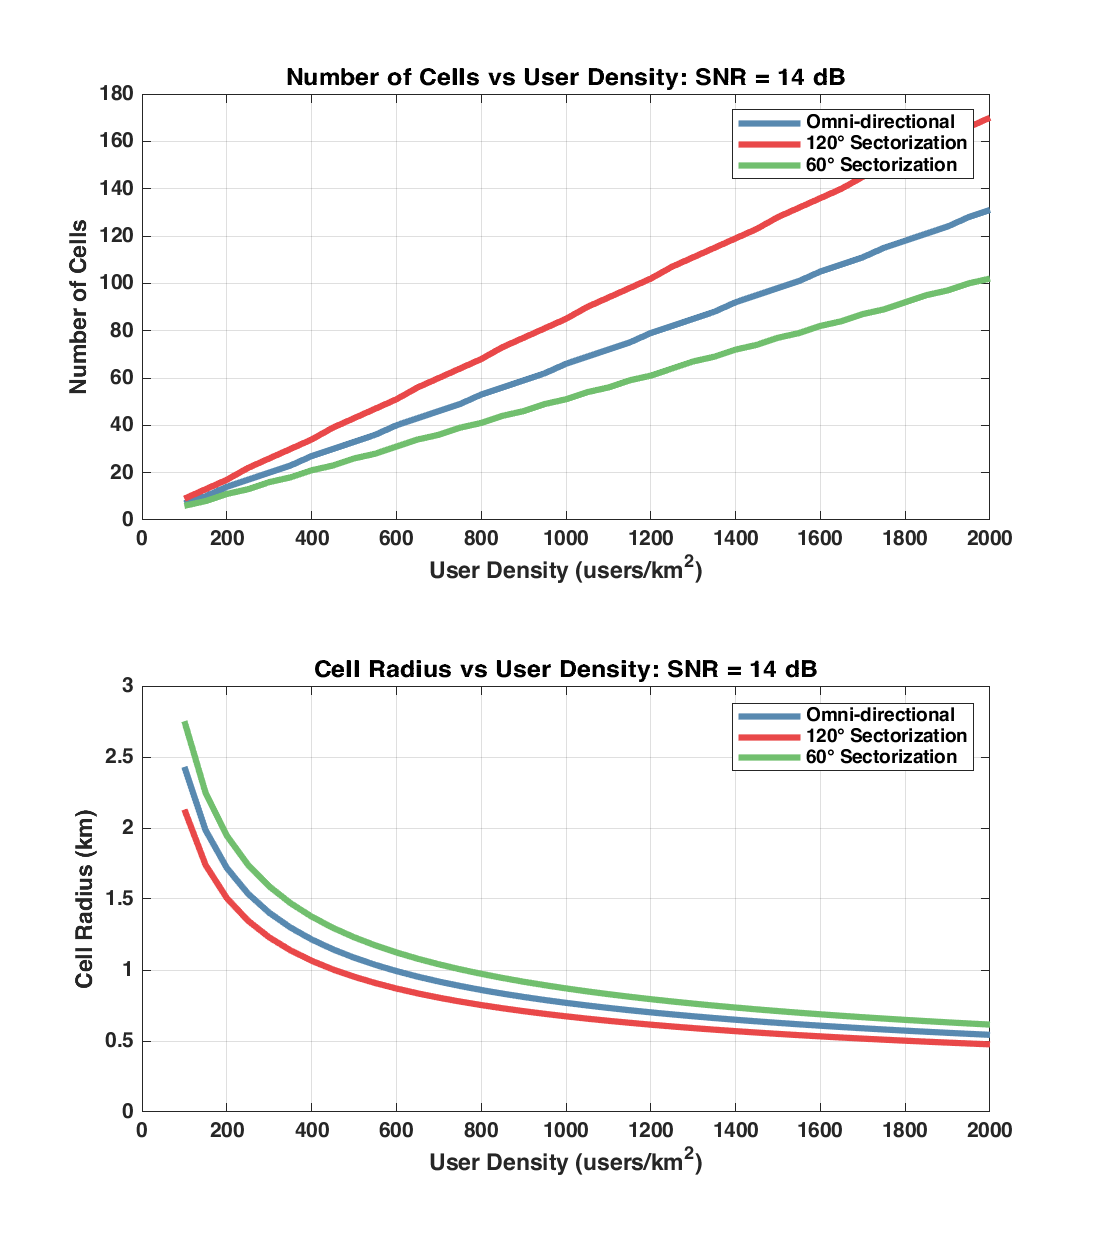 Number of Cells vs User Density: SNR = 14 dB
180
160
140
120
100
80
60
40
20
0
Number of Cells
Omni-directional
120° Sectorization
60° Sectorization
0 200 400 600 800 1000 1200 1400 1600 1800 2000
User Density (users/km²)
Cell Radius vs User Density: SNR = 14 dB
3
2.5
2
1.5
1
0.5
0
Cell Radius (km)
Omni-directional
120° Sectorization
60° Sectorization
0 200 400 600 800 1000 1200 1400 1600 1800 2000
User Density (users/km²)